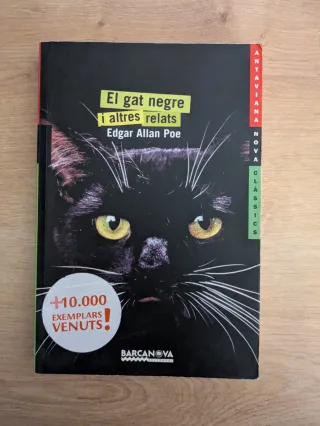 El gat negre
i altres relats
Edgar Allan Poe
ANTAVIANA
NOVA
CLÀSSICS
+10.000
EXEMPLARS
VENUTS!
BARCANOVA